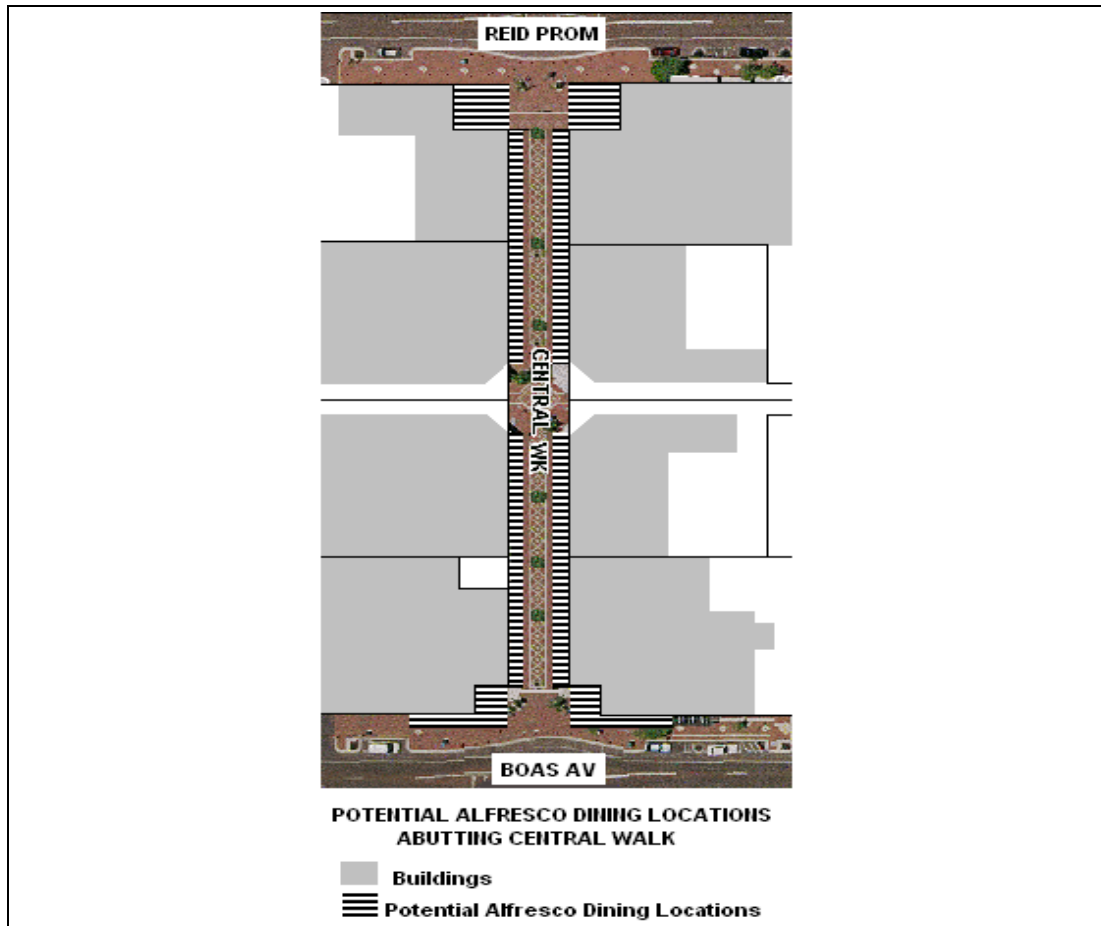 REID PROM
CENTRAL WK
BOAS AV
POTENTIAL ALFRESCO DINING LOCATIONS
ABUTTING CENTRAL WALK
Buildings
Potential Alfresco Dining Locations